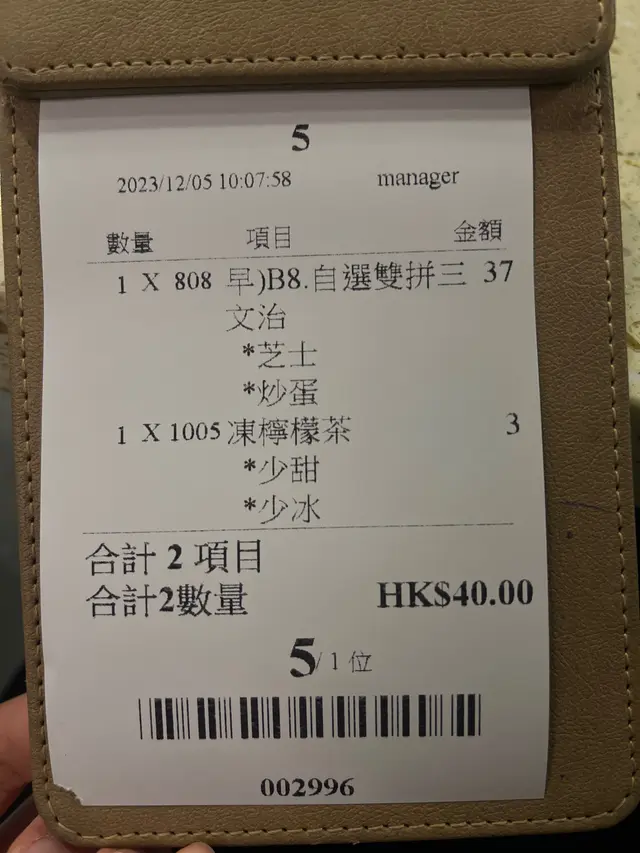 5
2023/12/05 10:07:58 manager
數量 項目 金額
1 X 808 早)B8.自選雙拼三 37
文治
*芝士
*炒蛋
1 X 1005 凍檸檬茶 3
*少甜
*少冰
合計 2 項目
合計2數量 HK$40.00
5/1 位
002996